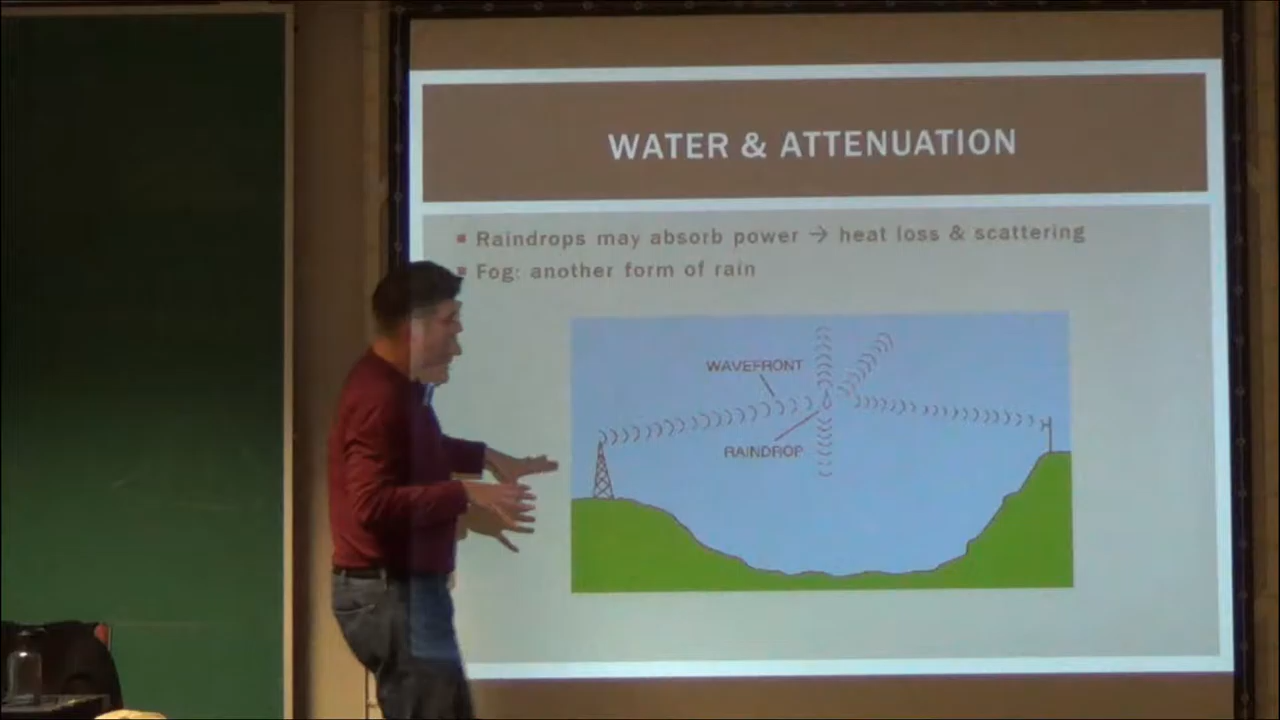 WATER & ATTENUATION
▪ Raindrops may absorb power → heat loss & scattering
▪ Fog: another form of rain
WAVEFRONT
RAINDROP